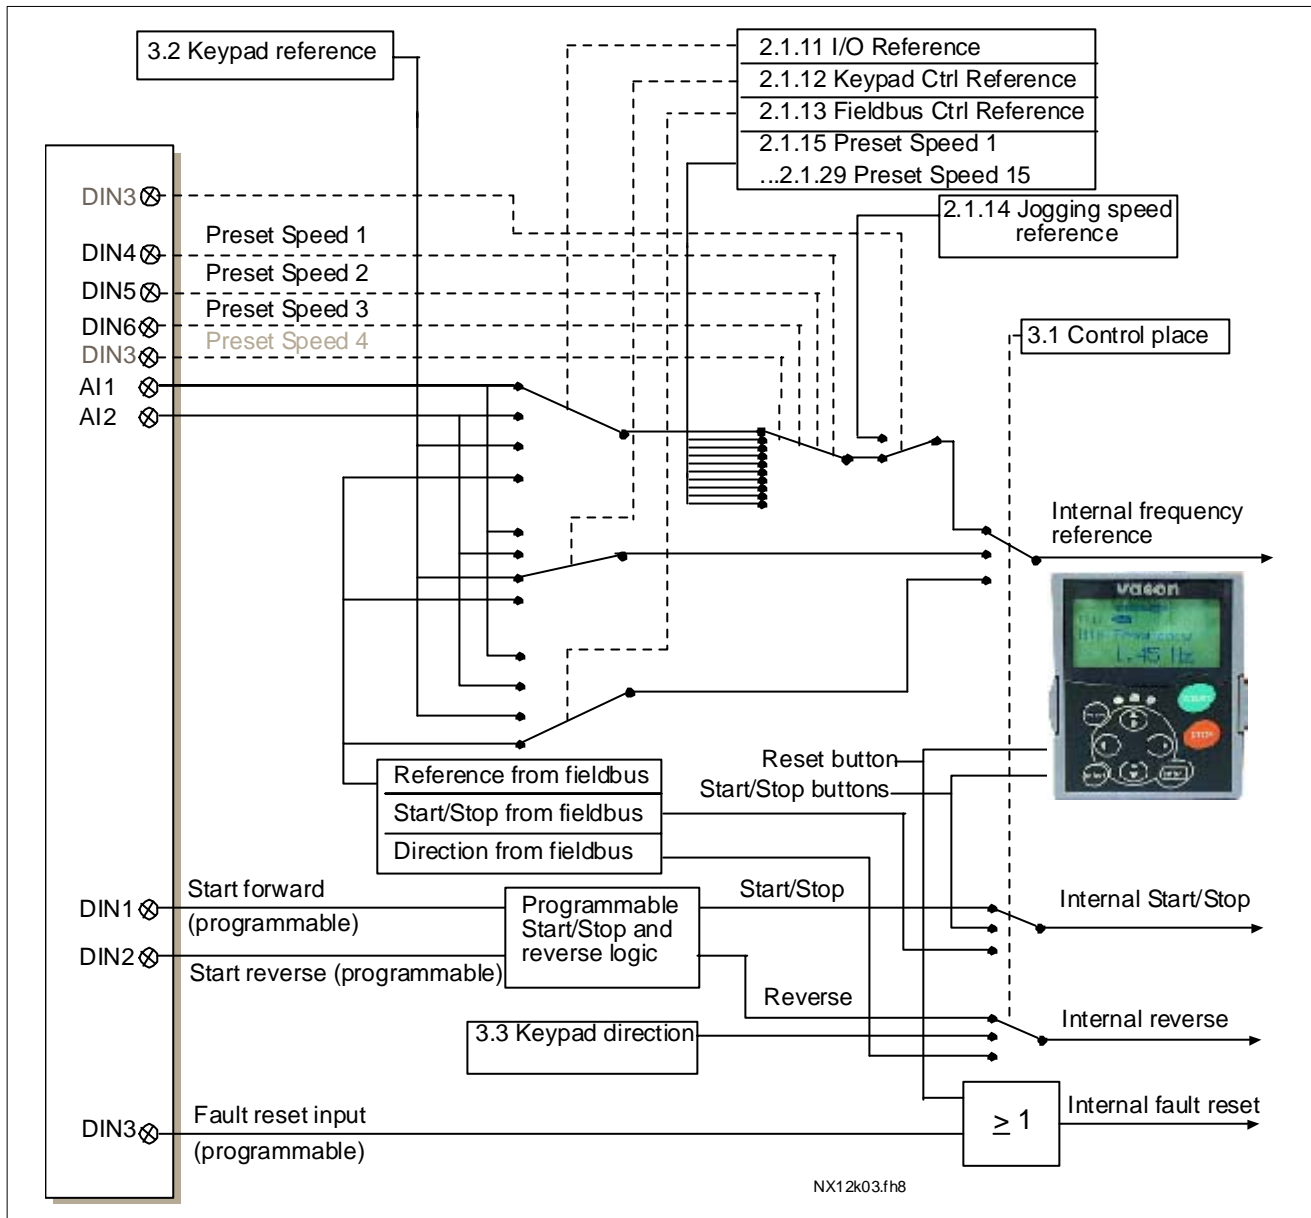 3.2 Keypad reference
2.1.11 I/O Reference
2.1.12 Keypad Ctrl Reference
2.1.13 Fieldbus Ctrl Reference
2.1.15 Preset Speed 1
...2.1.29 Preset Speed 15
2.1.14 Jogging speed
reference
DIN3
DIN4
Preset Speed 1
DIN5
Preset Speed 2
DIN6
Preset Speed 3
DIN3
Preset Speed 4
AI1
AI2
3.1 Control place
Internal frequency
reference
vacon
1.45 Hz
STOP
Reset button
Start/Stop buttons
Reference from fieldbus
Start/Stop from fieldbus
Direction from fieldbus
DIN1
Start forward
(programmable)
DIN2
Start reverse (programmable)
Programmable
Start/Stop and
reverse logic
Start/Stop
Reverse
Internal Start/Stop
3.3 Keypad direction
Internal reverse
DIN3
Fault reset input
(programmable)
≥ 1
Internal fault reset
NX12k03.fh8